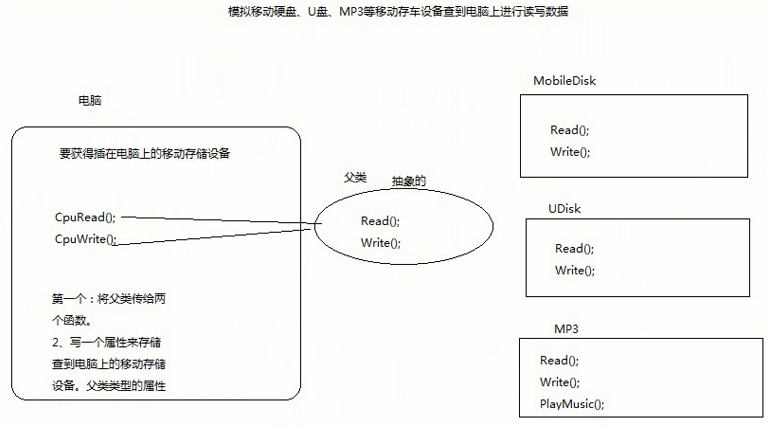 模拟移动硬盘、U盘、MP3等移动存车设备查到电脑上进行读写数据
电脑
要获得插在电脑上的移动存储设备
CpuRead();
CpuWrite();
第一个：将父类传给两
个函数。
2、写一个属性来存储
查到电脑上的移动存储
设备。父类类型的属性
父类
抽象的
Read();
Write();
MobileDisk
Read();
Write();
UDisk
Read();
Write();
MP3
Read();
Write();
PlayMusic();